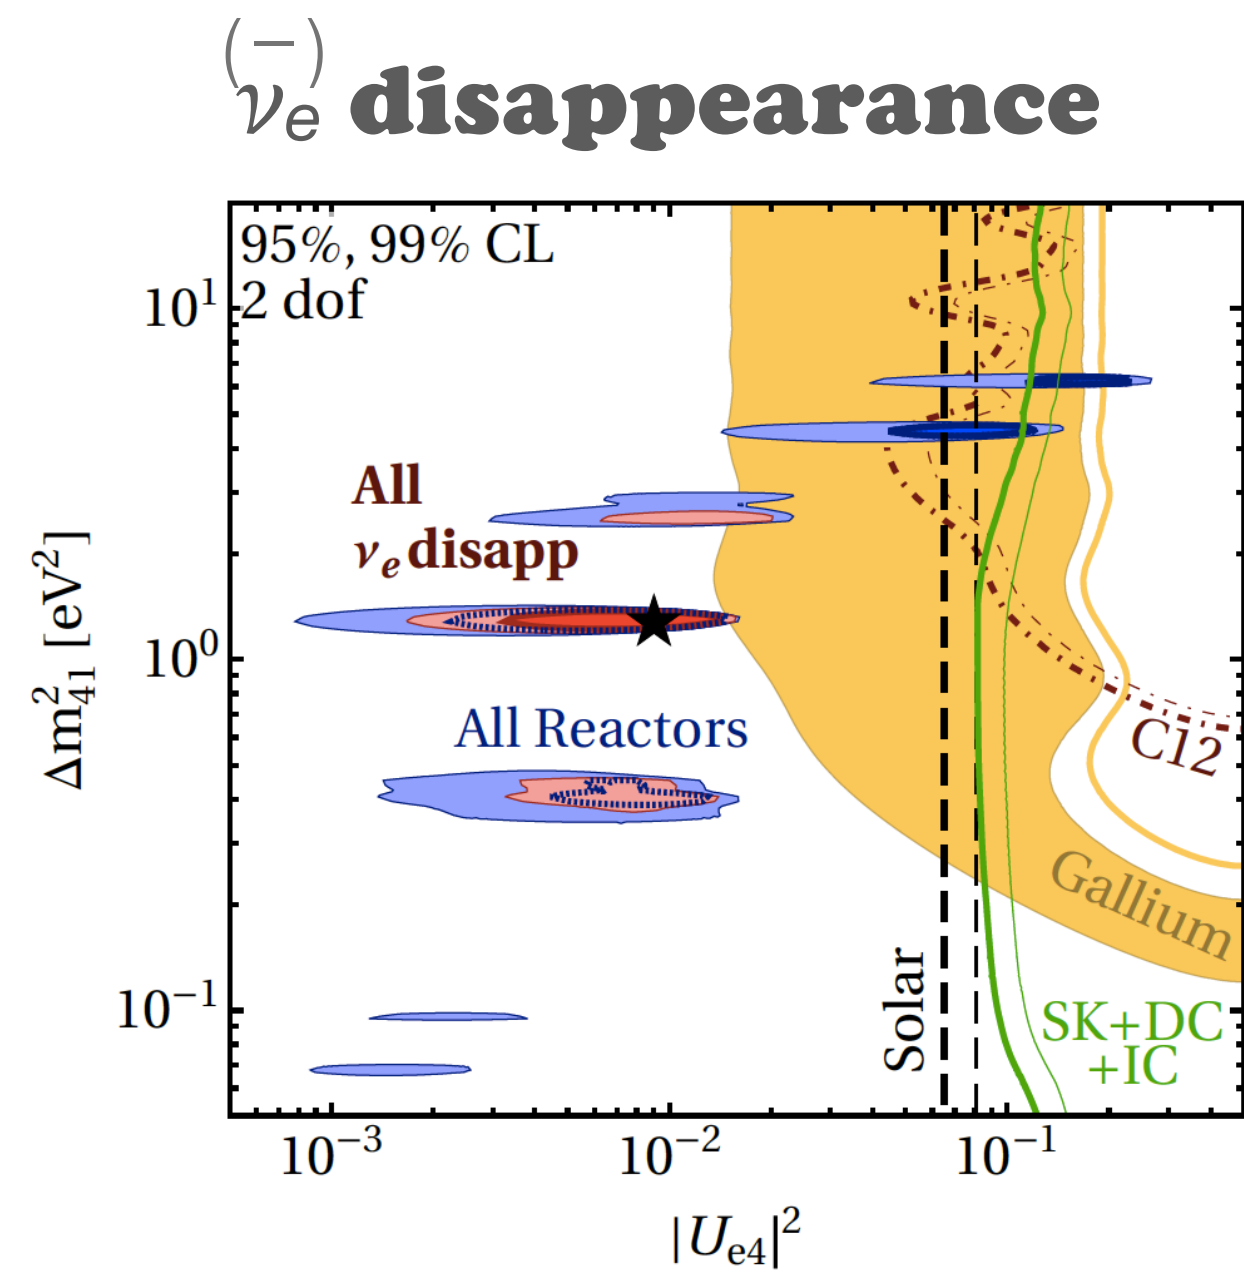 (−)
νe disappearance
95%, 99% CL
2 dof
10¹
All
νe disapp
10⁰
Δm²₄₁ [eV²]
All Reactors
C12
Gallium
Solar
10⁻¹
SK+DC
+IC
10⁻³ 10⁻² 10⁻¹
|Ue4|²